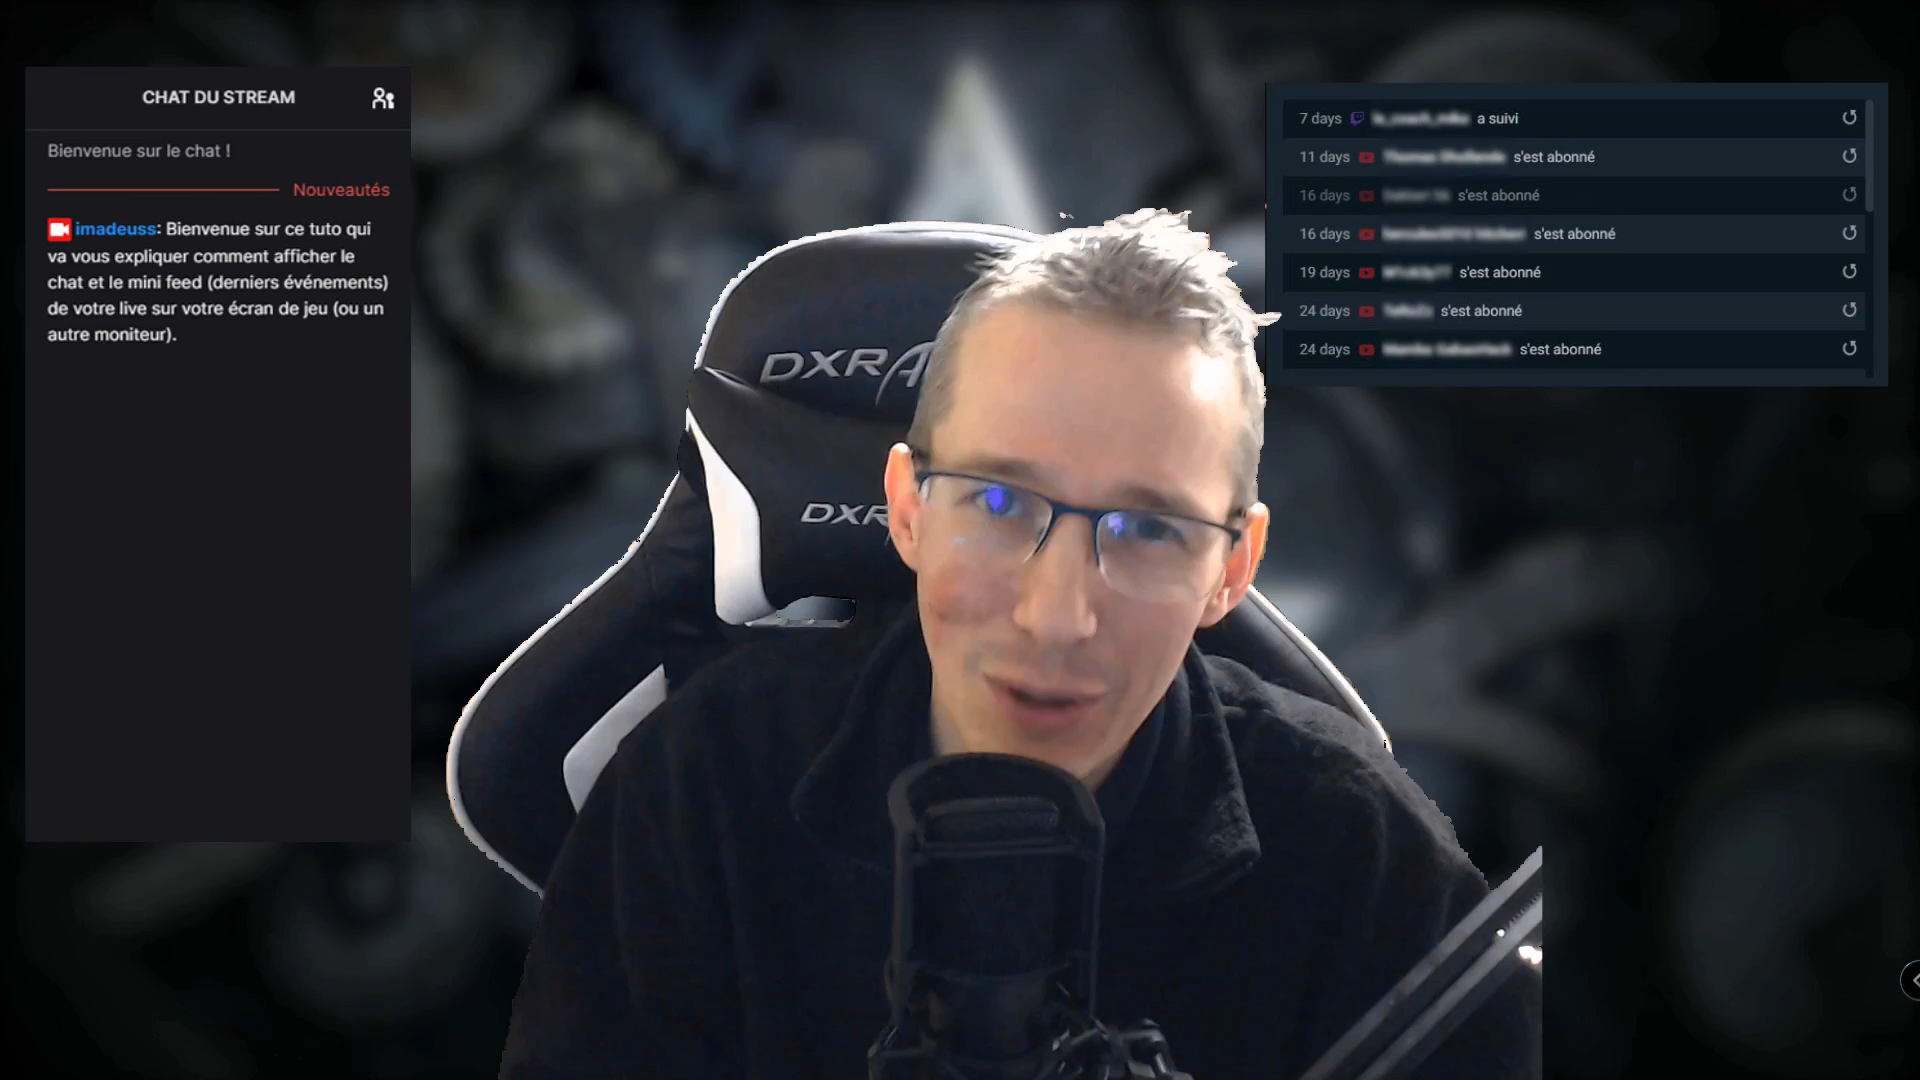 CHAT DU STREAM
Bienvenue sur le chat !
Nouveautés
imadeuss: Bienvenue sur ce tuto qui
va vous expliquer comment afficher le
chat et le mini feed (derniers événements)
de votre live sur votre écran de jeu (ou un
autre moniteur).
7 days a suivi
11 days s'est abonné
16 days s'est abonné
16 days s'est abonné
19 days s'est abonné
24 days s'est abonné
24 days s'est abonné
DXRA
DXR